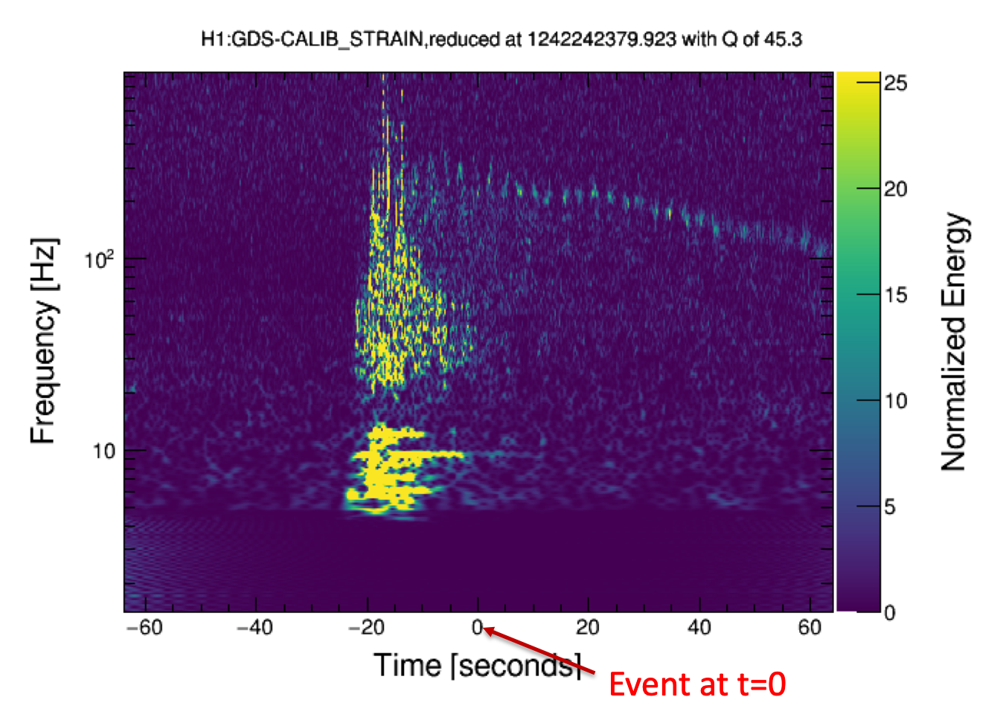 H1:GDS-CALIB_STRAIN,reduced at 1242242379.923 with Q of 45.3
Frequency [Hz]
10²
10
−60 −40 −20 0 20 40 60
Time [seconds]
Event at t=0
25
20
15
10
5
0
Normalized Energy